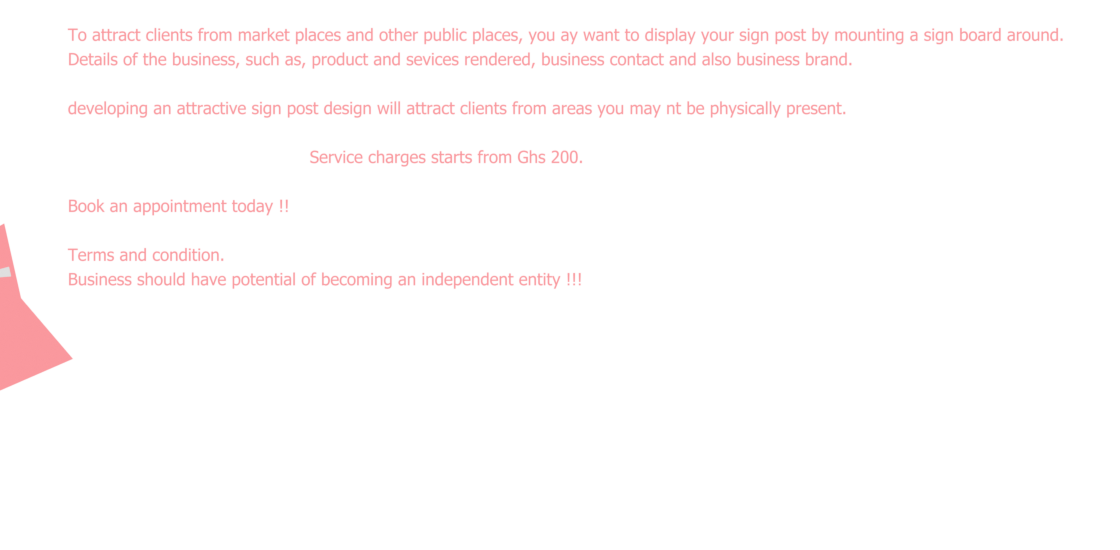 To attract clients from market places and other public places, you ay want to display your sign post by mounting a sign board around.
Details of the business, such as, product and sevices rendered, business contact and also business brand.
developing an attractive sign post design will attract clients from areas you may nt be physically present.
Service charges starts from Ghs 200.
Book an appointment today !!
Terms and condition.
Business should have potential of becoming an independent entity !!!